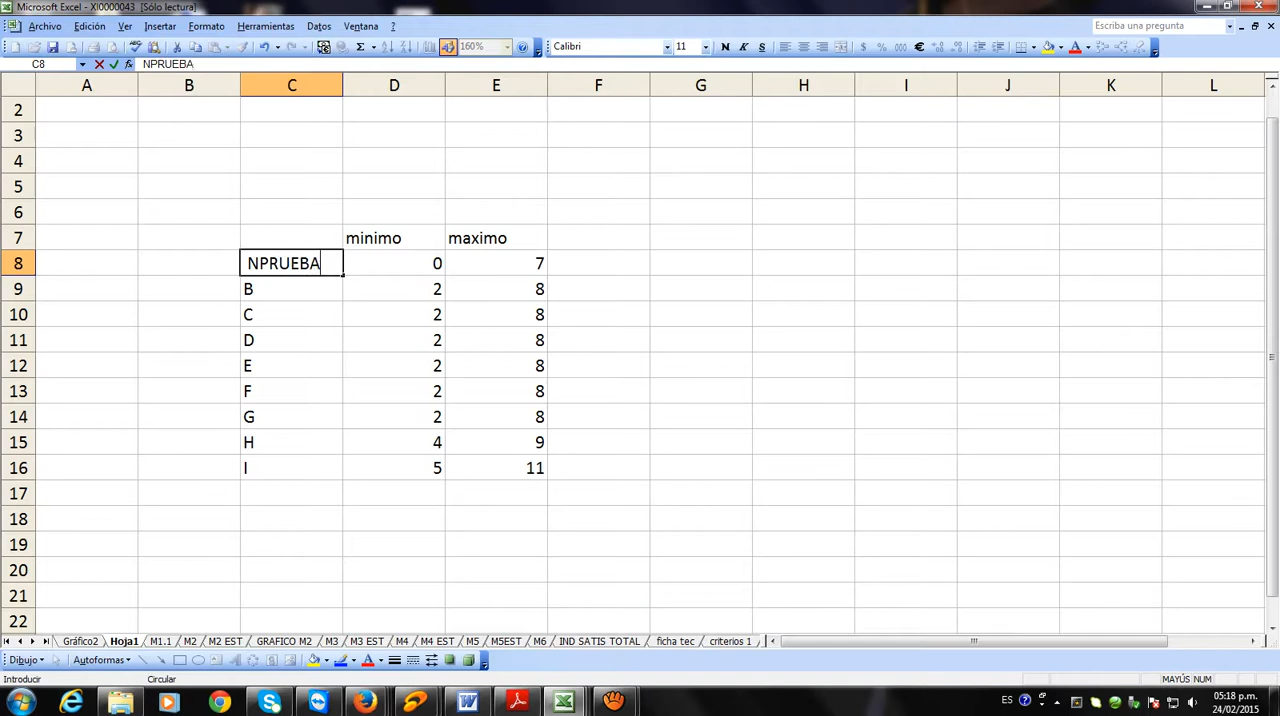 Microsoft Excel - XI0000043 [Sólo lectura]
Archivo Edición Ver Insertar Formato Herramientas Datos Ventana ? Escriba una pregunta
160% Calibri 11 N K S % 000 €
C8 NPRUEBA
A B C D E F G H I J K L
2
3
4
5
6
7 minimo maximo
8 NPRUEBA 0 7
9 B 2 8
10 C 2 8
11 D 2 8
12 E 2 8
13 F 2 8
14 G 2 8
15 H 4 9
16 I 5 11
17
18
19
20
21
22
Gráfico2 Hoja1 M1.1 M2 M2 EST GRAFICO M2 M3 M3 EST M4 M4 EST M5 M5EST M6 IND SATIS TOTAL ficha tec criterios 1
Dibujo Autoformas
Introducir Circular MAYÚS NUM
ES 05:18 p.m.
24/02/2015